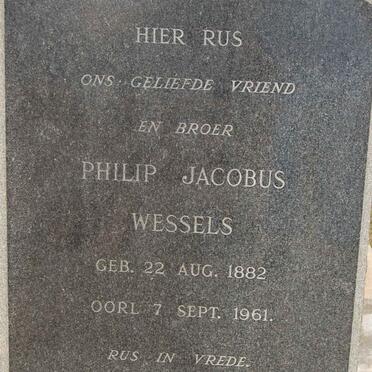 HIER RUS
ONS GELIEFDE VRIEND
EN BROER
PHILIP JACOBUS
WESSELS
GEB. 22 AUG. 1882
OORL 7 SEPT. 1961.
RUS IN VREDE.